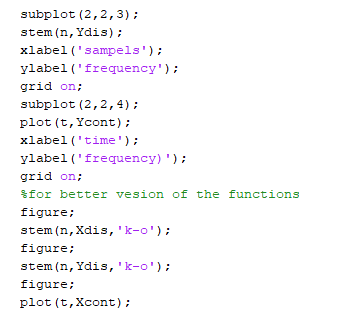 subplot(2,2,3);
stem(n,Ydis);
xlabel('sampels');
ylabel('frequency');
grid on;
subplot(2,2,4);
plot(t,Ycont);
xlabel('time');
ylabel('frequency)');
grid on;
%for better vesion of the functions
figure;
stem(n,Xdis,'k-o');
figure;
stem(n,Ydis,'k-o');
figure;
plot(t,Xcont);